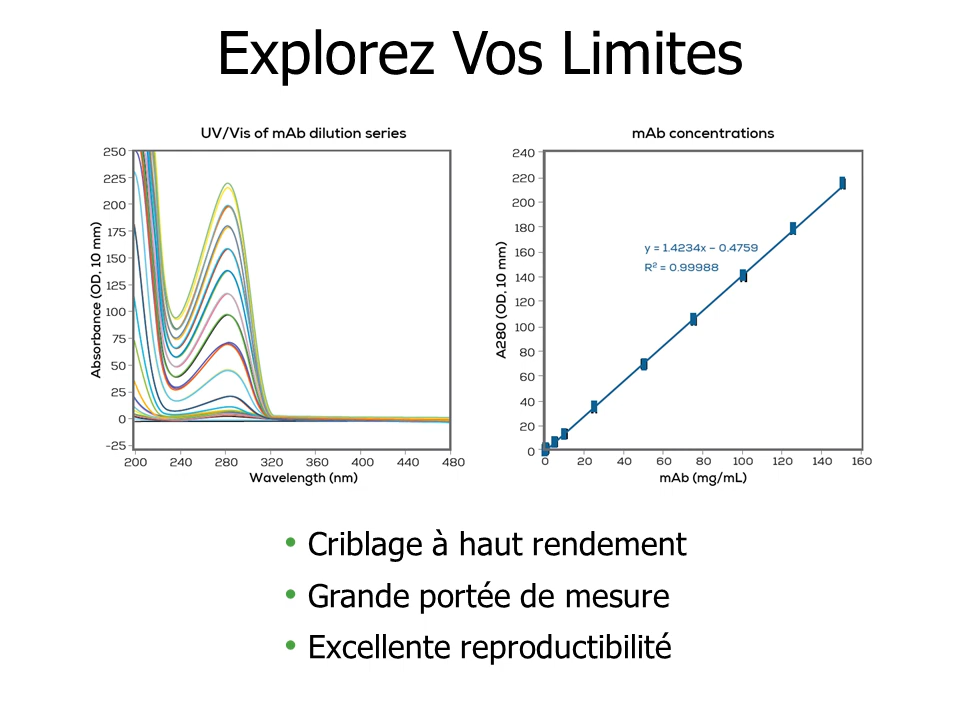 Explorez Vos Limites
UV/Vis of mAb dilution series
250
225
200
175
150
125
100
75
50
25
0
-25
Absorbance (OD, 10 mm)
200 240 280 320 360 400 440 480
Wavelength (nm)
mAb concentrations
240
220
200
180
160
140
120
100
80
60
40
20
0
A280 (OD, 10 mm)
y = 1.4234x – 0.4759
R² = 0.99988
0 20 40 60 80 100 120 140 160
mAb (mg/mL)
• Criblage à haut rendement
• Grande portée de mesure
• Excellente reproductibilité